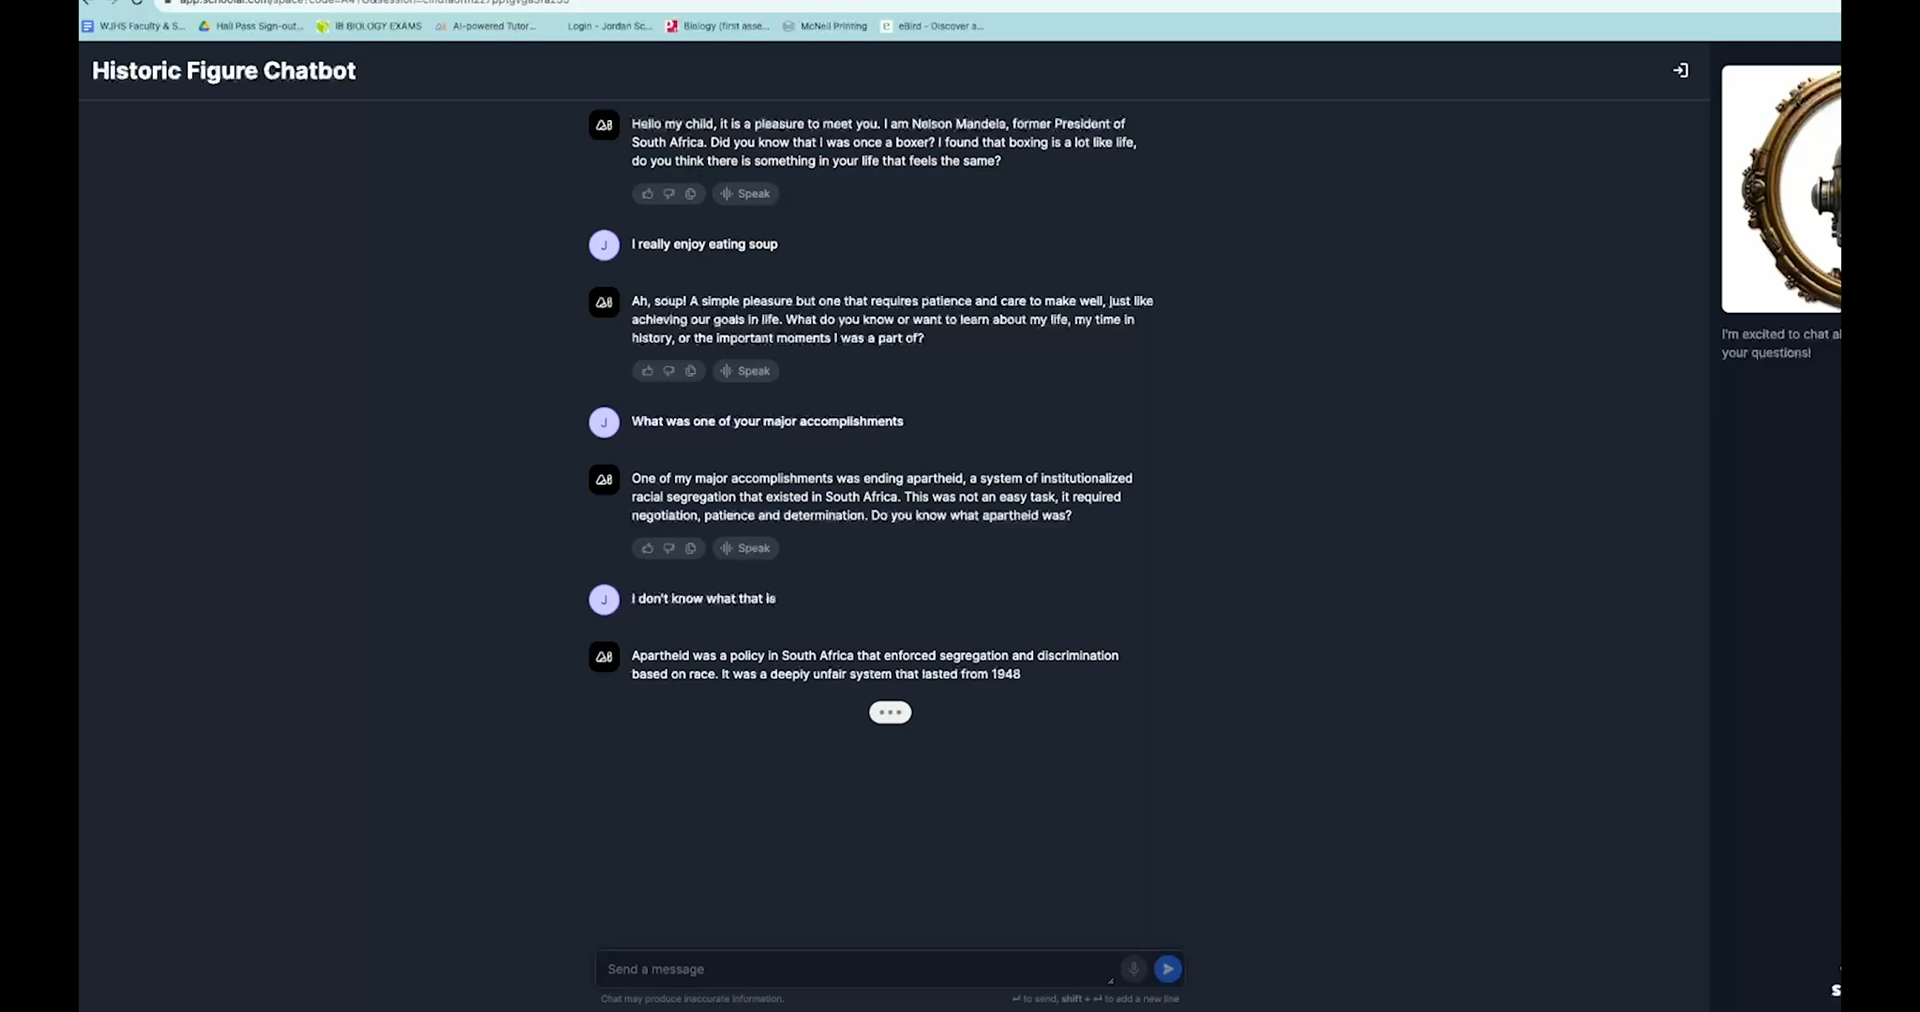 WJHS Faculty & S... Hall Pass Sign-out... IB BIOLOGY EXAMS AI-powered Tutor... Login - Jordan Sc... Biology (first asse... McNeil Printing eBird - Discover a...
Historic Figure Chatbot
Hello my child, it is a pleasure to meet you. I am Nelson Mandela, former President of
South Africa. Did you know that I was once a boxer? I found that boxing is a lot like life,
do you think there is something in your life that feels the same?
Speak
J
I really enjoy eating soup
Ah, soup! A simple pleasure but one that requires patience and care to make well, just like
achieving our goals in life. What do you know or want to learn about my life, my time in
history, or the important moments I was a part of?
Speak
J
What was one of your major accomplishments
One of my major accomplishments was ending apartheid, a system of institutionalized
racial segregation that existed in South Africa. This was not an easy task, it required
negotiation, patience and determination. Do you know what apartheid was?
Speak
J
I don't know what that is
Apartheid was a policy in South Africa that enforced segregation and discrimination
based on race. It was a deeply unfair system that lasted from 1948
Send a message
Chat may produce inaccurate information.
to send, shift + to add a new line
I'm excited to chat a
your questions!